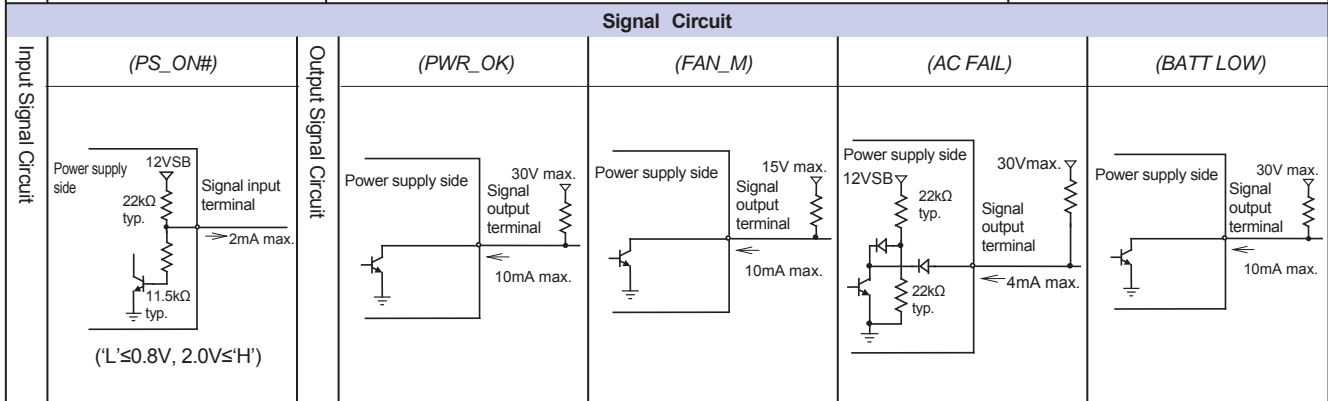 Signal Circuit
Input Signal Circuit
(PS_ON#)
Power supply
side
12VSB
22kΩ
typ.
Signal input
terminal
2mA max.
11.5kΩ
typ.
(‘L’≤0.8V, 2.0V≤‘H’)
Output Signal Circuit
(PWR_OK)
Power supply side
30V max.
Signal
output
terminal
10mA max.
(FAN_M)
Power supply side
15V max.
Signal
output
terminal
10mA max.
(AC FAIL)
Power supply side
12VSB
22kΩ
typ.
30Vmax.
Signal
output
terminal
4mA max.
22kΩ
typ.
(BATT LOW)
Power supply side
30V max.
Signal
output
terminal
10mA max.